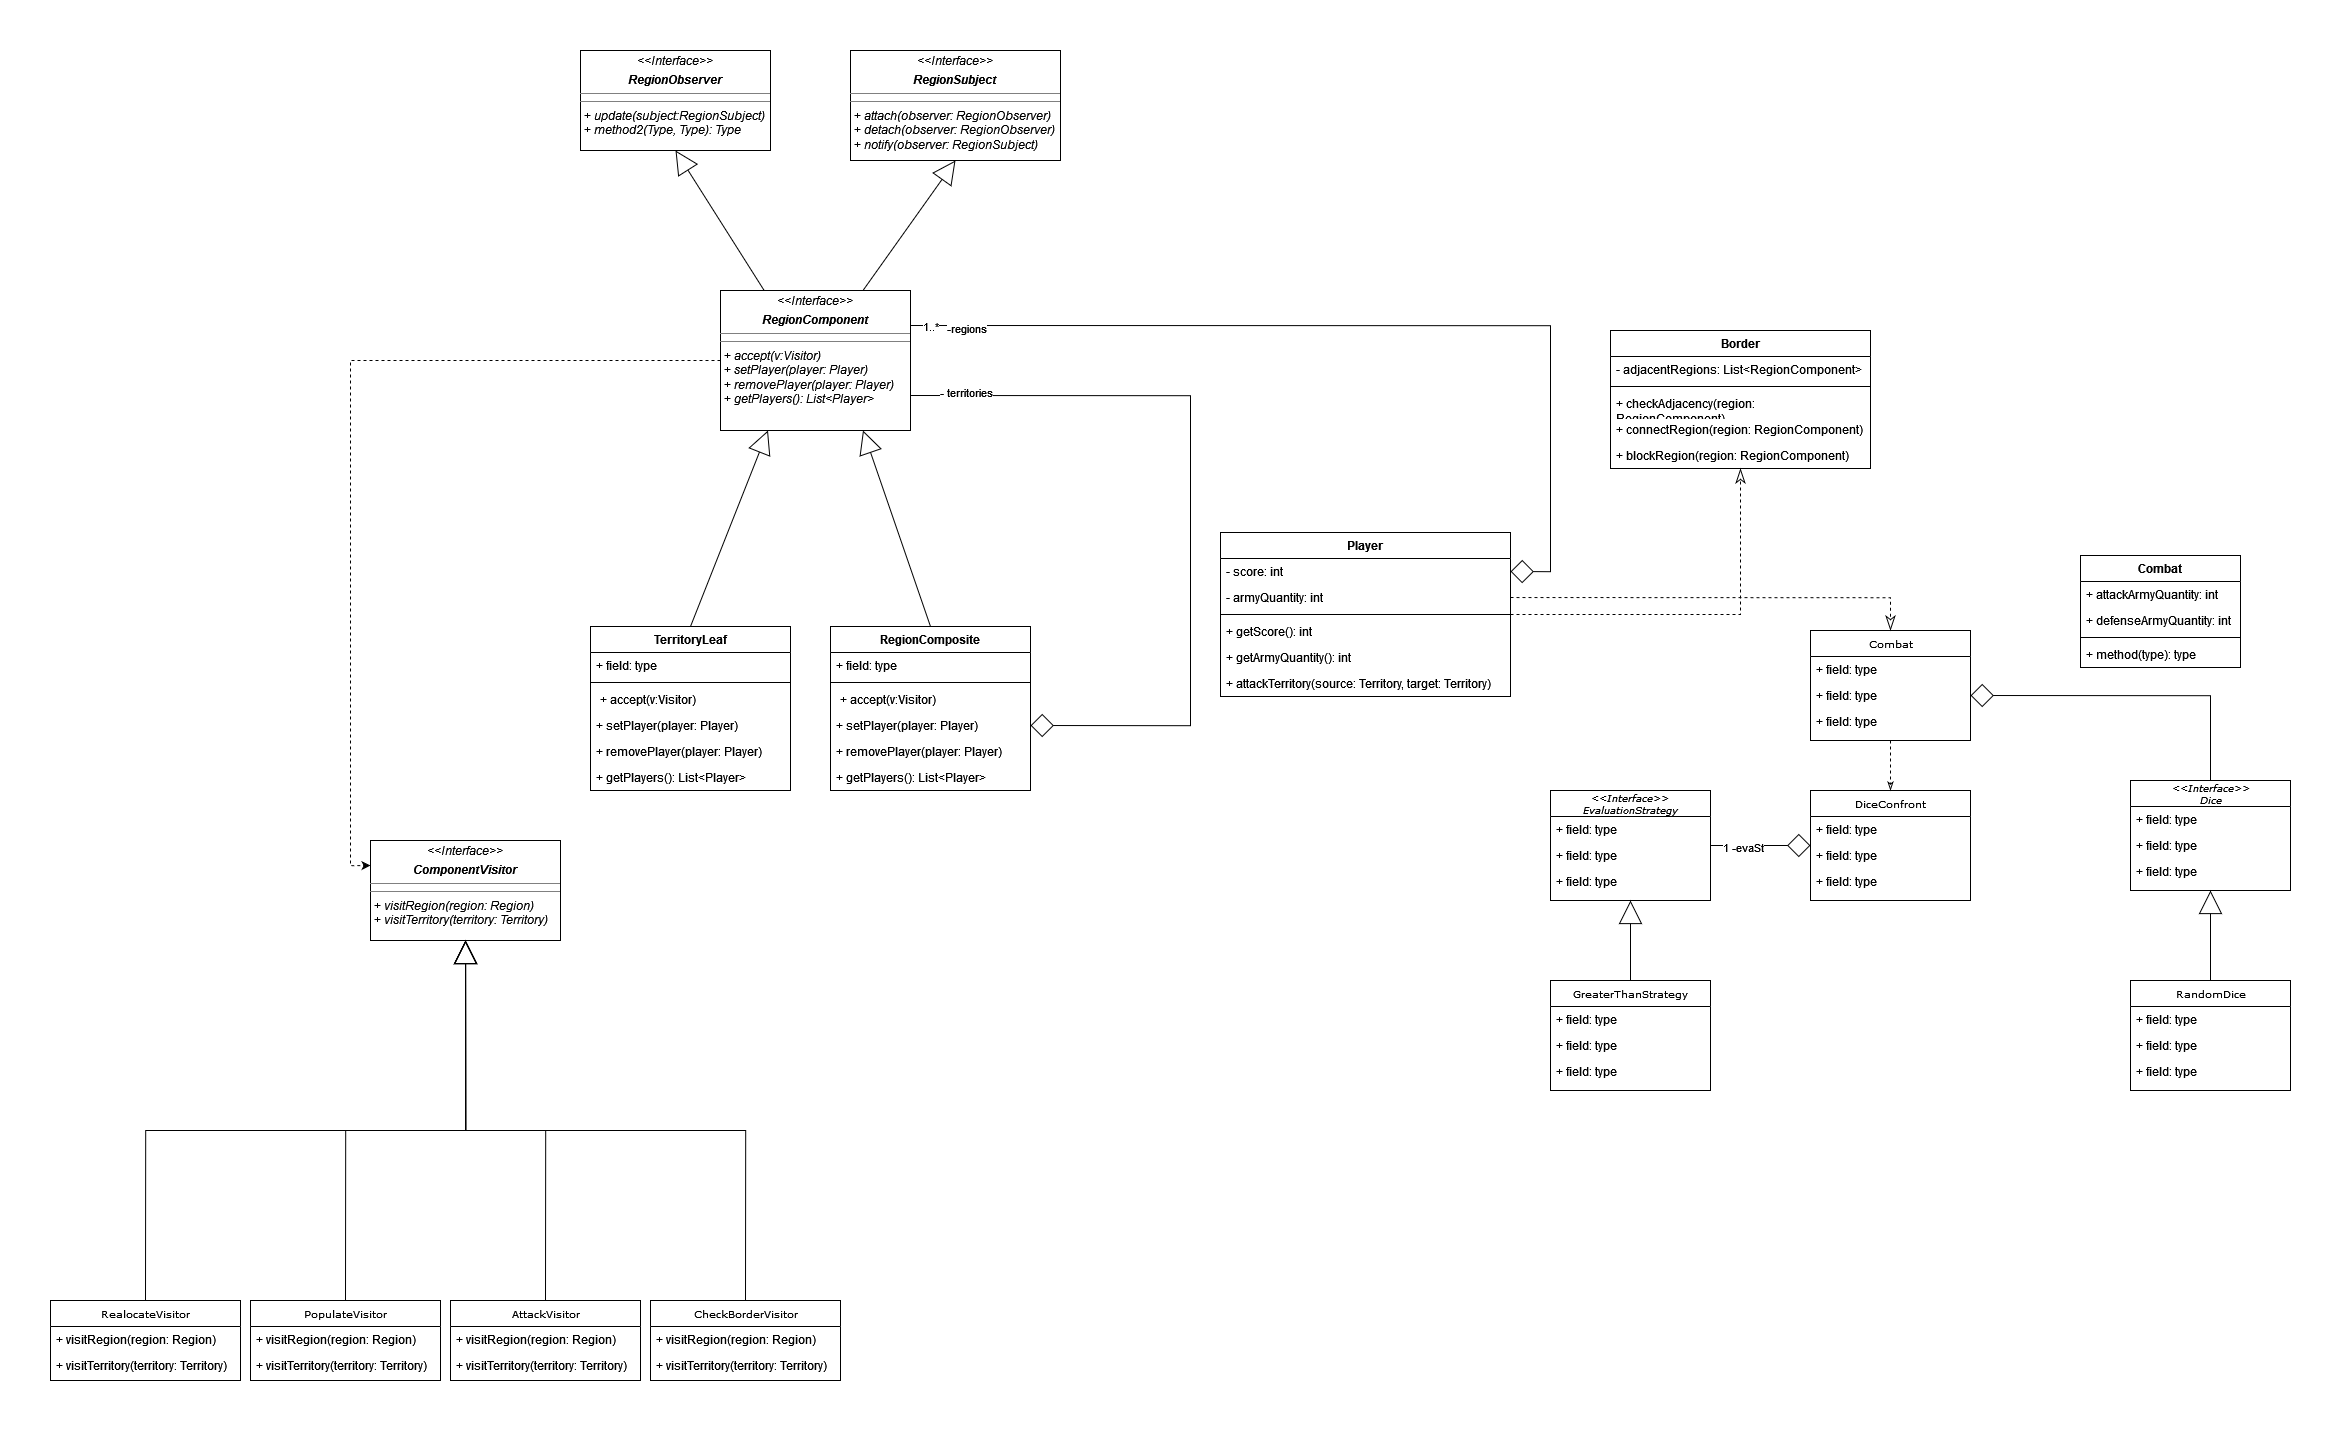 <<Interface>>
RegionObserver
+ update(subject:RegionSubject)
+ method2(Type, Type): Type
<<Interface>>
RegionSubject
+ attach(observer: RegionObserver)
+ detach(observer: RegionObserver)
+ notify(observer: RegionSubject)
<<Interface>>
RegionComponent
+ accept(v:Visitor)
+ setPlayer(player: Player)
+ removePlayer(player: Player)
+ getPlayers(): List<Player>
1..*
-regions
- territories
Border
- adjacentRegions: List<RegionComponent>
+ checkAdjacency(region:
RegionComponent)
+ connectRegion(region: RegionComponent)
+ blockRegion(region: RegionComponent)
Player
- score: int
- armyQuantity: int
+ getScore(): int
+ getArmyQuantity(): int
+ attackTerritory(source: Territory, target: Territory)
Combat
+ attackArmyQuantity: int
+ defenseArmyQuantity: int
+ method(type): type
TerritoryLeaf
+ field: type
+ accept(v:Visitor)
+ setPlayer(player: Player)
+ removePlayer(player: Player)
+ getPlayers(): List<Player>
RegionComposite
+ field: type
+ accept(v:Visitor)
+ setPlayer(player: Player)
+ removePlayer(player: Player)
+ getPlayers(): List<Player>
Combat
+ field: type
+ field: type
+ field: type
<<Interface>>
EvaluationStrategy
+ field: type
+ field: type
+ field: type
1 -evaSt
DiceConfront
+ field: type
+ field: type
+ field: type
<<Interface>>
Dice
+ field: type
+ field: type
+ field: type
<<Interface>>
ComponentVisitor
+ visitRegion(region: Region)
+ visitTerritory(territory: Territory)
GreaterThanStrategy
+ field: type
+ field: type
+ field: type
RandomDice
+ field: type
+ field: type
+ field: type
RealocateVisitor
+ visitRegion(region: Region)
+ visitTerritory(territory: Territory)
PopulateVisitor
+ visitRegion(region: Region)
+ visitTerritory(territory: Territory)
AttackVisitor
+ visitRegion(region: Region)
+ visitTerritory(territory: Territory)
CheckBorderVisitor
+ visitRegion(region: Region)
+ visitTerritory(territory: Territory)